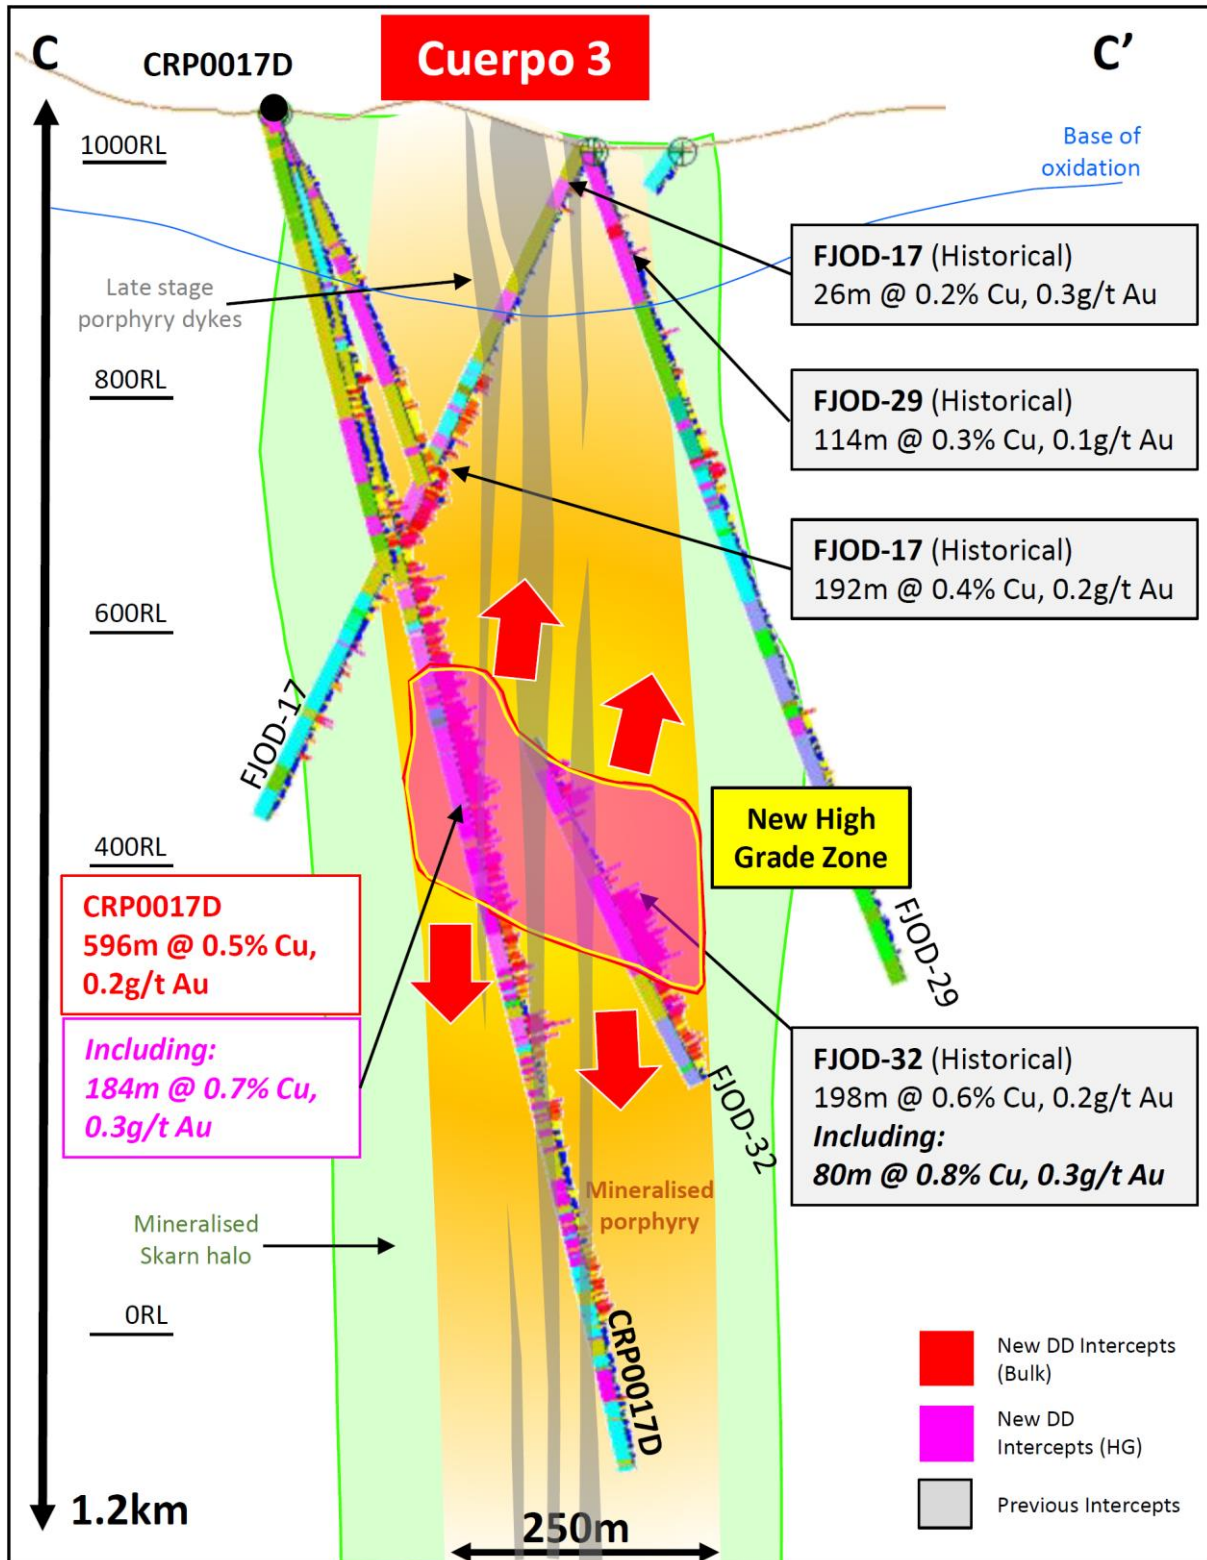 C
CRP0017D
Cuerpo 3
C’
1000RL
Base of
oxidation
FJOD-17 (Historical)
26m @ 0.2% Cu, 0.3g/t Au
Late stage
porphyry dykes
800RL
FJOD-29 (Historical)
114m @ 0.3% Cu, 0.1g/t Au
FJOD-17 (Historical)
192m @ 0.4% Cu, 0.2g/t Au
600RL
FJOD-17
New High
Grade Zone
400RL
CRP0017D
596m @ 0.5% Cu,
0.2g/t Au
FJOD-29
Including:
184m @ 0.7% Cu,
0.3g/t Au
FJOD-32
FJOD-32 (Historical)
198m @ 0.6% Cu, 0.2g/t Au
Including:
80m @ 0.8% Cu, 0.3g/t Au
Mineralised
porphyry
Mineralised
Skarn halo
0RL
CRP0017D
New DD Intercepts
(Bulk)
New DD
Intercepts (HG)
Previous Intercepts
1.2km
250m